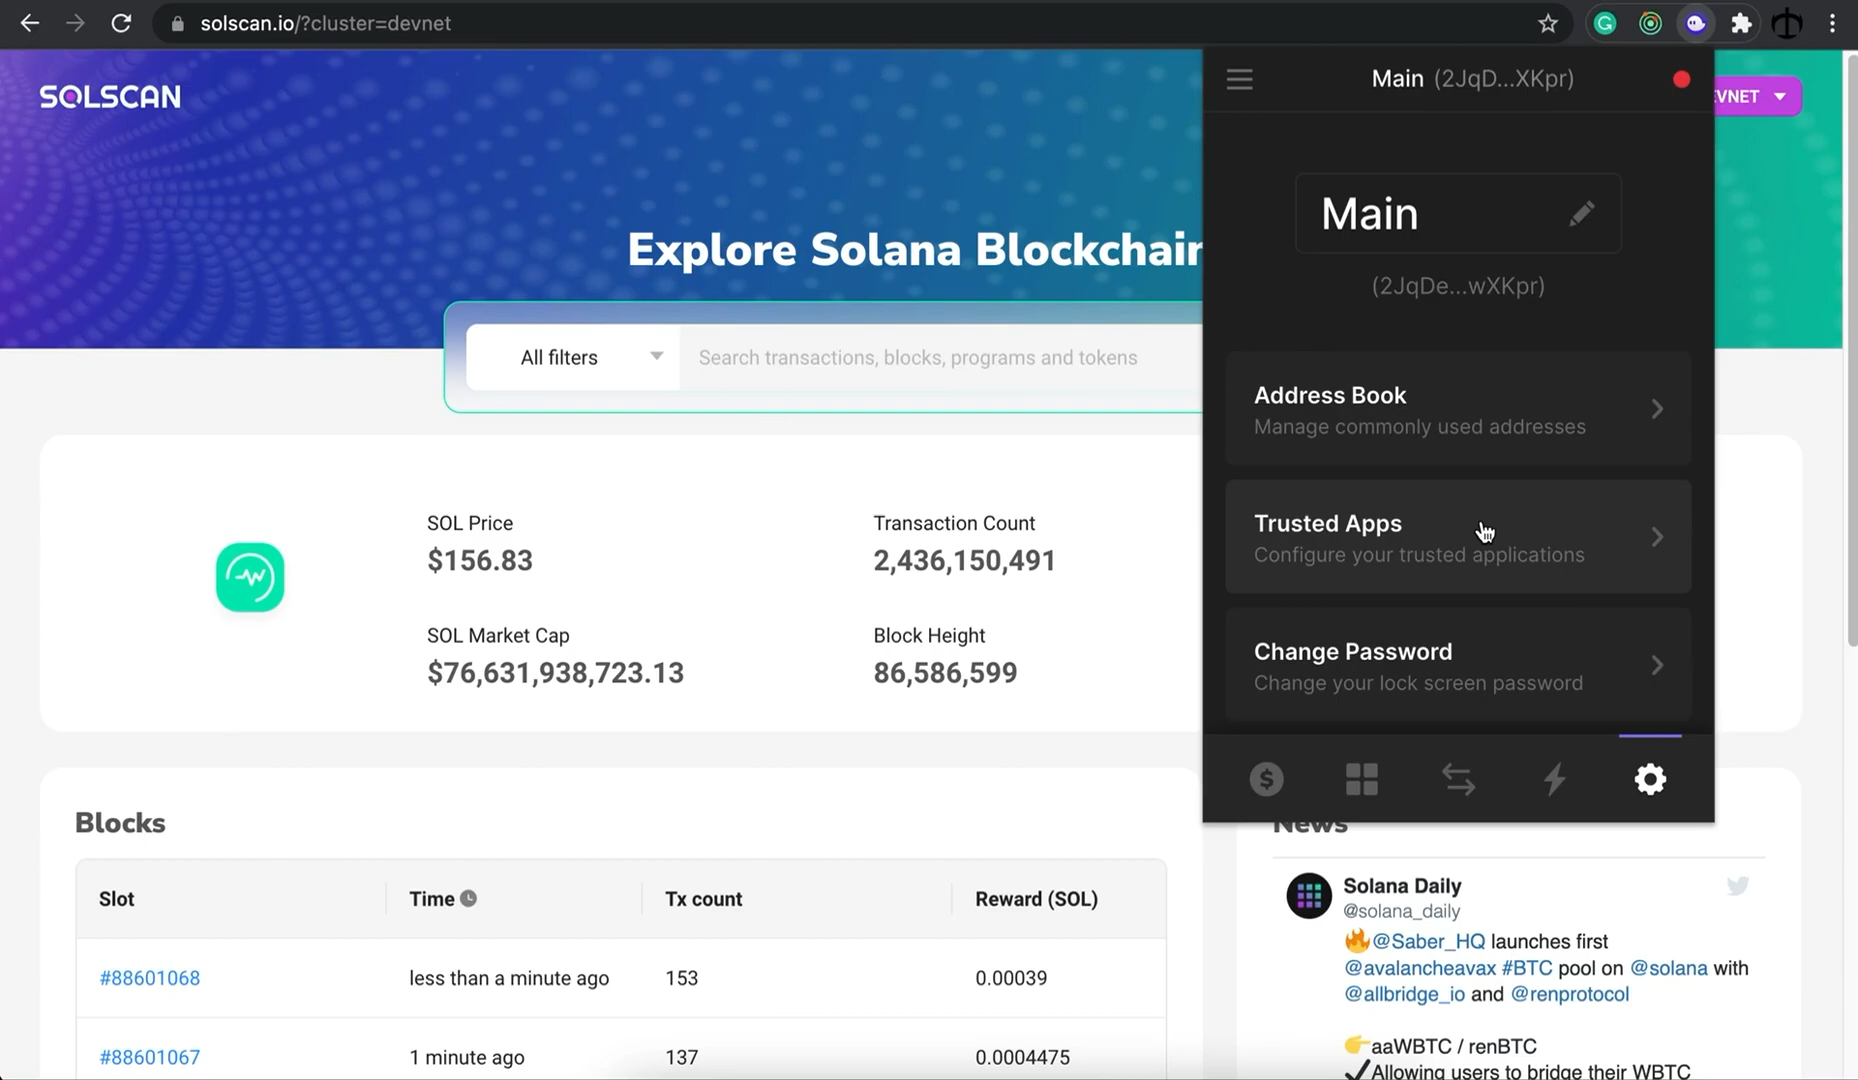 solscan.io/?cluster=devnet
SOLSCAN
EVNET
Explore Solana Blockchain
All filters
Search transactions, blocks, programs and tokens
SOL Price
$156.83
Transaction Count
2,436,150,491
SOL Market Cap
$76,631,938,723.13
Block Height
86,586,599
Main (2JqD...XKpr)
Main
(2JqDe...wXKpr)
Address Book
Manage commonly used addresses
Trusted Apps
Configure your trusted applications
Change Password
Change your lock screen password
Blocks
Slot Time Tx count Reward (SOL)
#88601068 less than a minute ago 153 0.00039
#88601067 1 minute ago 137 0.0004475
News
Solana Daily
@solana_daily
🔥@Saber_HQ launches first
@avalancheavax #BTC pool on @solana with
@allbridge_io and @renprotocol
👉aaWBTC / renBTC
✔Allowing users to bridge their WBTC